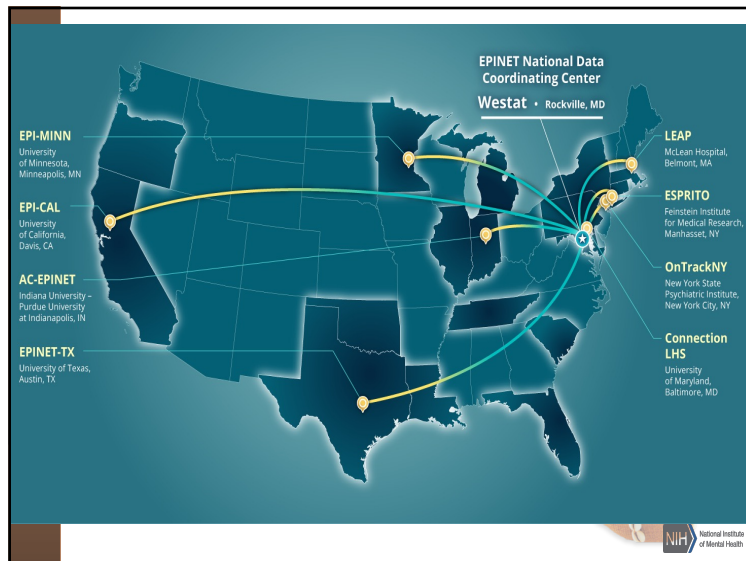 EPINET National Data
Coordinating Center
Westat • Rockville, MD
EPI-MINN
University
of Minnesota,
Minneapolis, MN
EPI-CAL
University
of California,
Davis, CA
AC-EPINET
Indiana University –
Purdue University
at Indianapolis, IN
EPINET-TX
University of Texas,
Austin, TX
LEAP
McLean Hospital,
Belmont, MA
ESPRITO
Feinstein Institute
for Medical Research,
Manhasset, NY
OnTrackNY
New York State
Psychiatric Institute,
New York City, NY
Connection
LHS
University
of Maryland,
Baltimore, MD
NIH
National Institute
of Mental Health